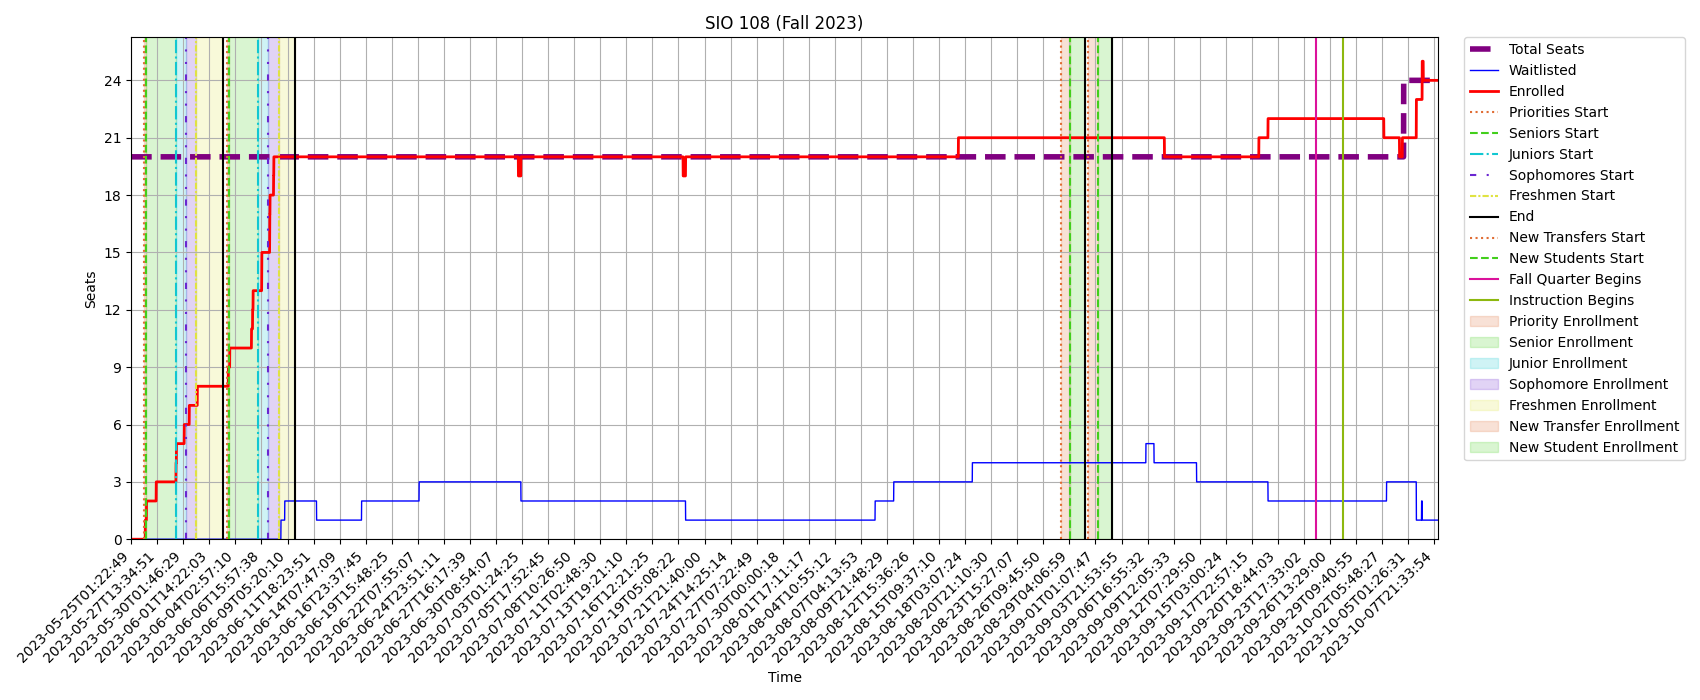 SIO 108 (Fall 2023)
Seats
24
21
18
15
12
9
6
3
0
2023-05-25T01:22:49
2023-05-27T13:34:51
2023-05-30T01:46:29
2023-06-01T14:22:03
2023-06-04T02:57:10
2023-06-06T15:57:38
2023-06-09T05:20:10
2023-06-11T18:23:51
2023-06-14T07:47:09
2023-06-16T23:37:45
2023-06-19T15:48:25
2023-06-22T07:55:07
2023-06-24T23:51:11
2023-06-27T16:17:39
2023-06-30T08:54:07
2023-07-03T01:24:25
2023-07-05T17:52:45
2023-07-08T10:26:50
2023-07-11T02:48:30
2023-07-13T19:21:10
2023-07-16T12:21:25
2023-07-19T05:08:22
2023-07-21T21:40:00
2023-07-24T14:25:14
2023-07-27T07:22:49
2023-07-30T00:00:18
2023-08-01T17:11:17
2023-08-04T10:55:12
2023-08-07T04:13:53
2023-08-09T21:48:29
2023-08-12T15:36:26
2023-08-15T09:37:10
2023-08-18T03:07:24
2023-08-20T21:10:30
2023-08-23T15:27:07
2023-08-26T09:45:50
2023-08-29T04:06:59
2023-09-01T01:07:47
2023-09-03T21:53:55
2023-09-06T16:55:32
2023-09-09T12:05:33
2023-09-12T07:29:50
2023-09-15T03:00:24
2023-09-17T22:57:15
2023-09-20T18:44:03
2023-09-23T17:33:02
2023-09-26T13:29:00
2023-09-29T09:40:55
2023-10-02T05:48:27
2023-10-05T01:26:31
2023-10-07T21:33:54
Time
Total Seats
Waitlisted
Enrolled
Priorities Start
Seniors Start
Juniors Start
Sophomores Start
Freshmen Start
End
New Transfers Start
New Students Start
Fall Quarter Begins
Instruction Begins
Priority Enrollment
Senior Enrollment
Junior Enrollment
Sophomore Enrollment
Freshmen Enrollment
New Transfer Enrollment
New Student Enrollment